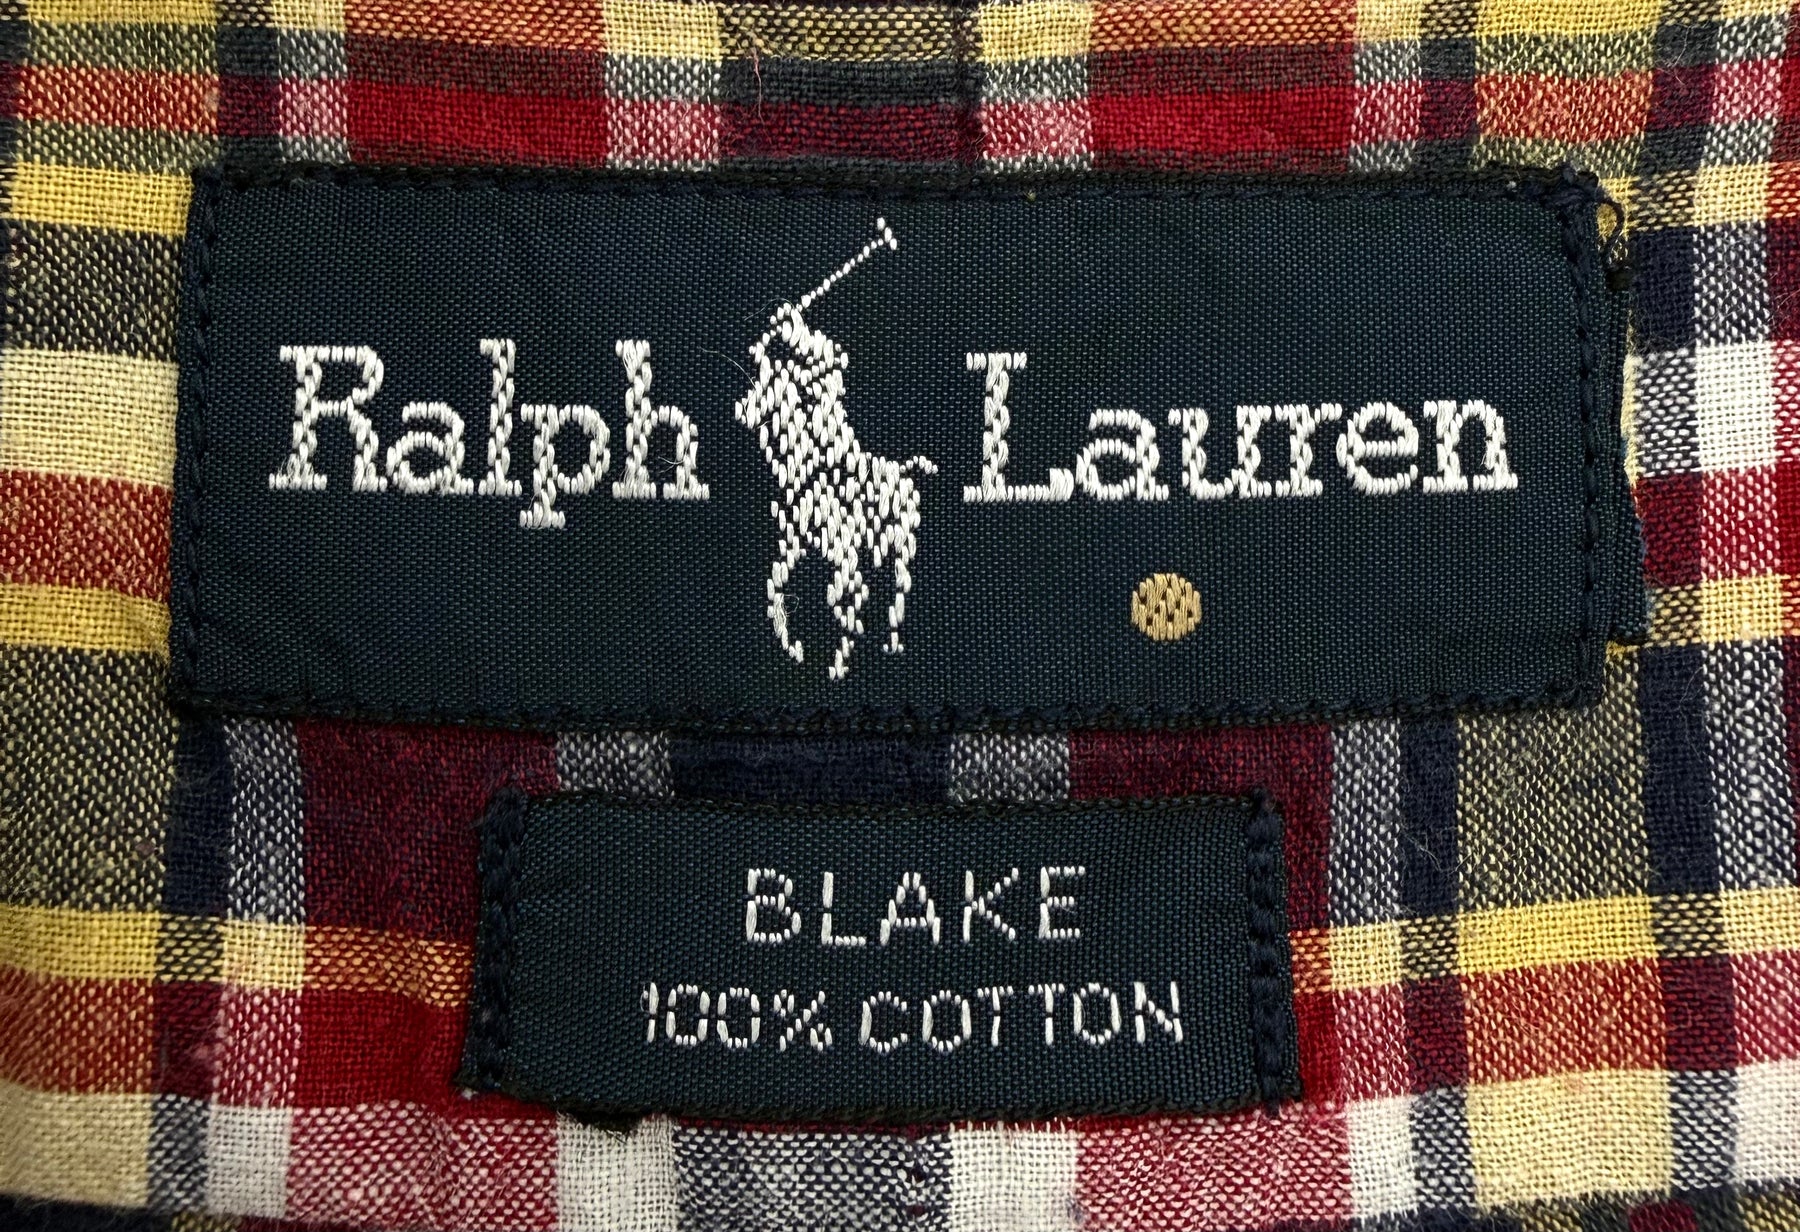 Ralph Lauren
BLAKE
100% COTTON